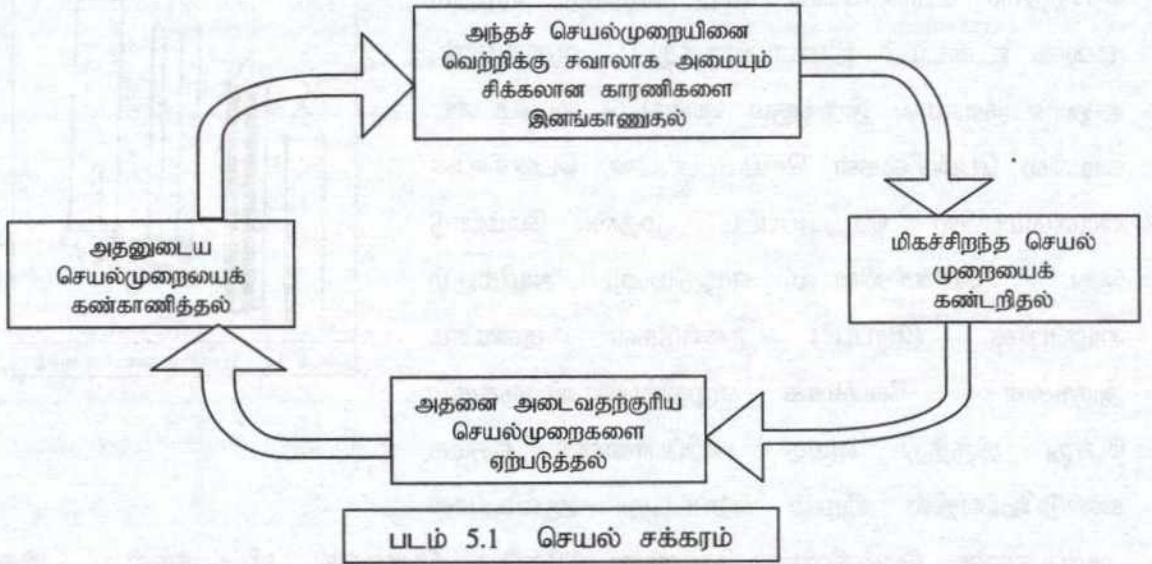 அந்தச் செயல்முறையினை
வெற்றிக்கு சவாலாக அமையும்
சிக்கலான காரணிகளை
இனங்காணுகல்
மிகச்சிறந்த செயல்
முறையைக்
கண்டறிதல்
அதனை அடைவதற்குரிய
செயல்முறைகளை
ஏற்படுத்தல்
அதனுடைய
செயல்முறையைக்
கண்காணித்தல்
படம் 5.1 செயல் சக்கரம்